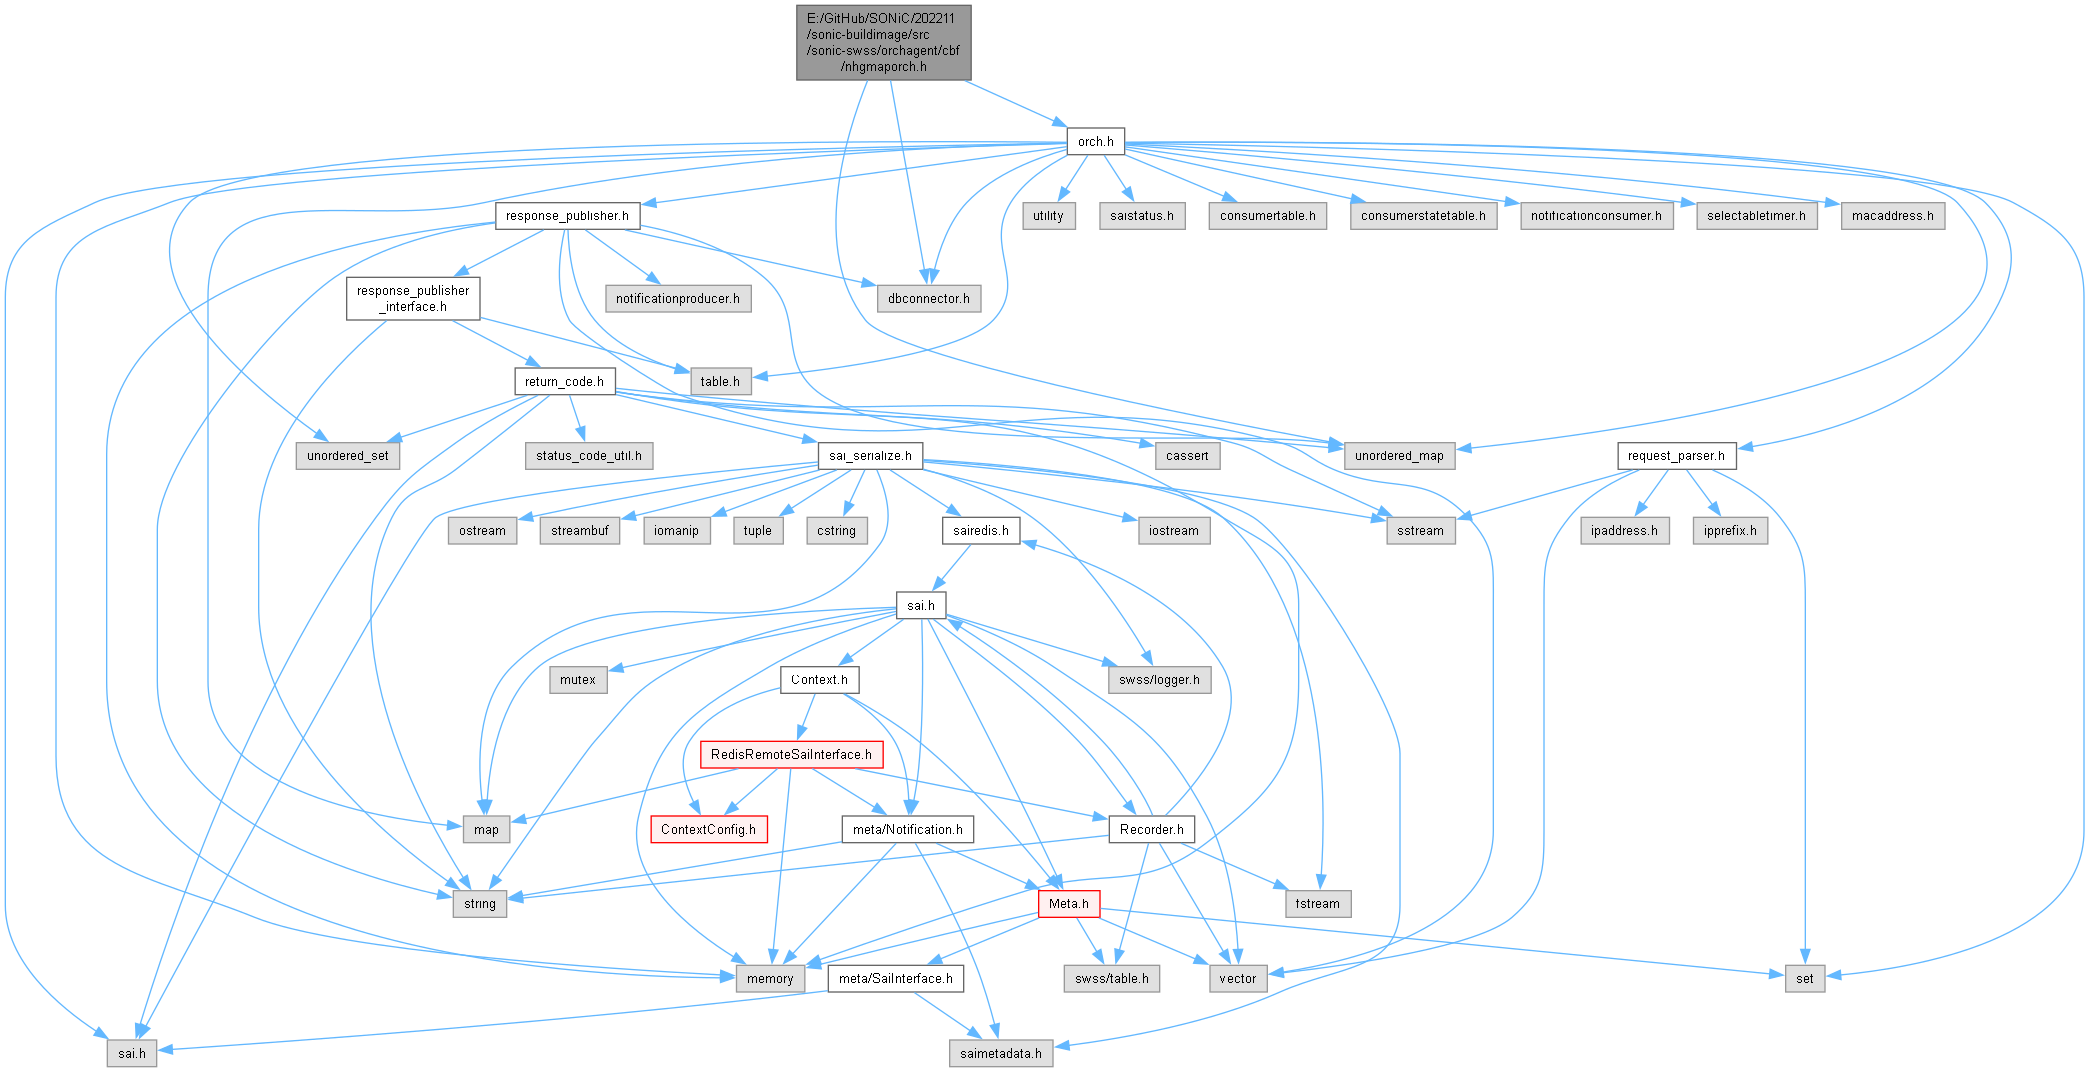 E:/GitHub/SONiC/202211
/sonic-buildimage/src
/sonic-swss/orchagent/cbf
/nhgmaporch.h
orch.h
response_publisher.h
utility
saistatus.h
consumertable.h
consumerstatetable.h
notificationconsumer.h
selectabletimer.h
macaddress.h
response_publisher
_interface.h
notificationproducer.h
dbconnector.h
return_code.h
table.h
unordered_set
status_code_util.h
sai_serialize.h
cassert
unordered_map
request_parser.h
ostream
streambuf
iomanip
tuple
cstring
sairedis.h
iostream
sstream
ipaddress.h
ipprefix.h
sai.h
mutex
Context.h
swss/logger.h
RedisRemoteSaiInterface.h
map
ContextConfig.h
meta/Notification.h
Recorder.h
string
Meta.h
fstream
memory
meta/SaiInterface.h
swss/table.h
vector
set
sai.h
saimetadata.h